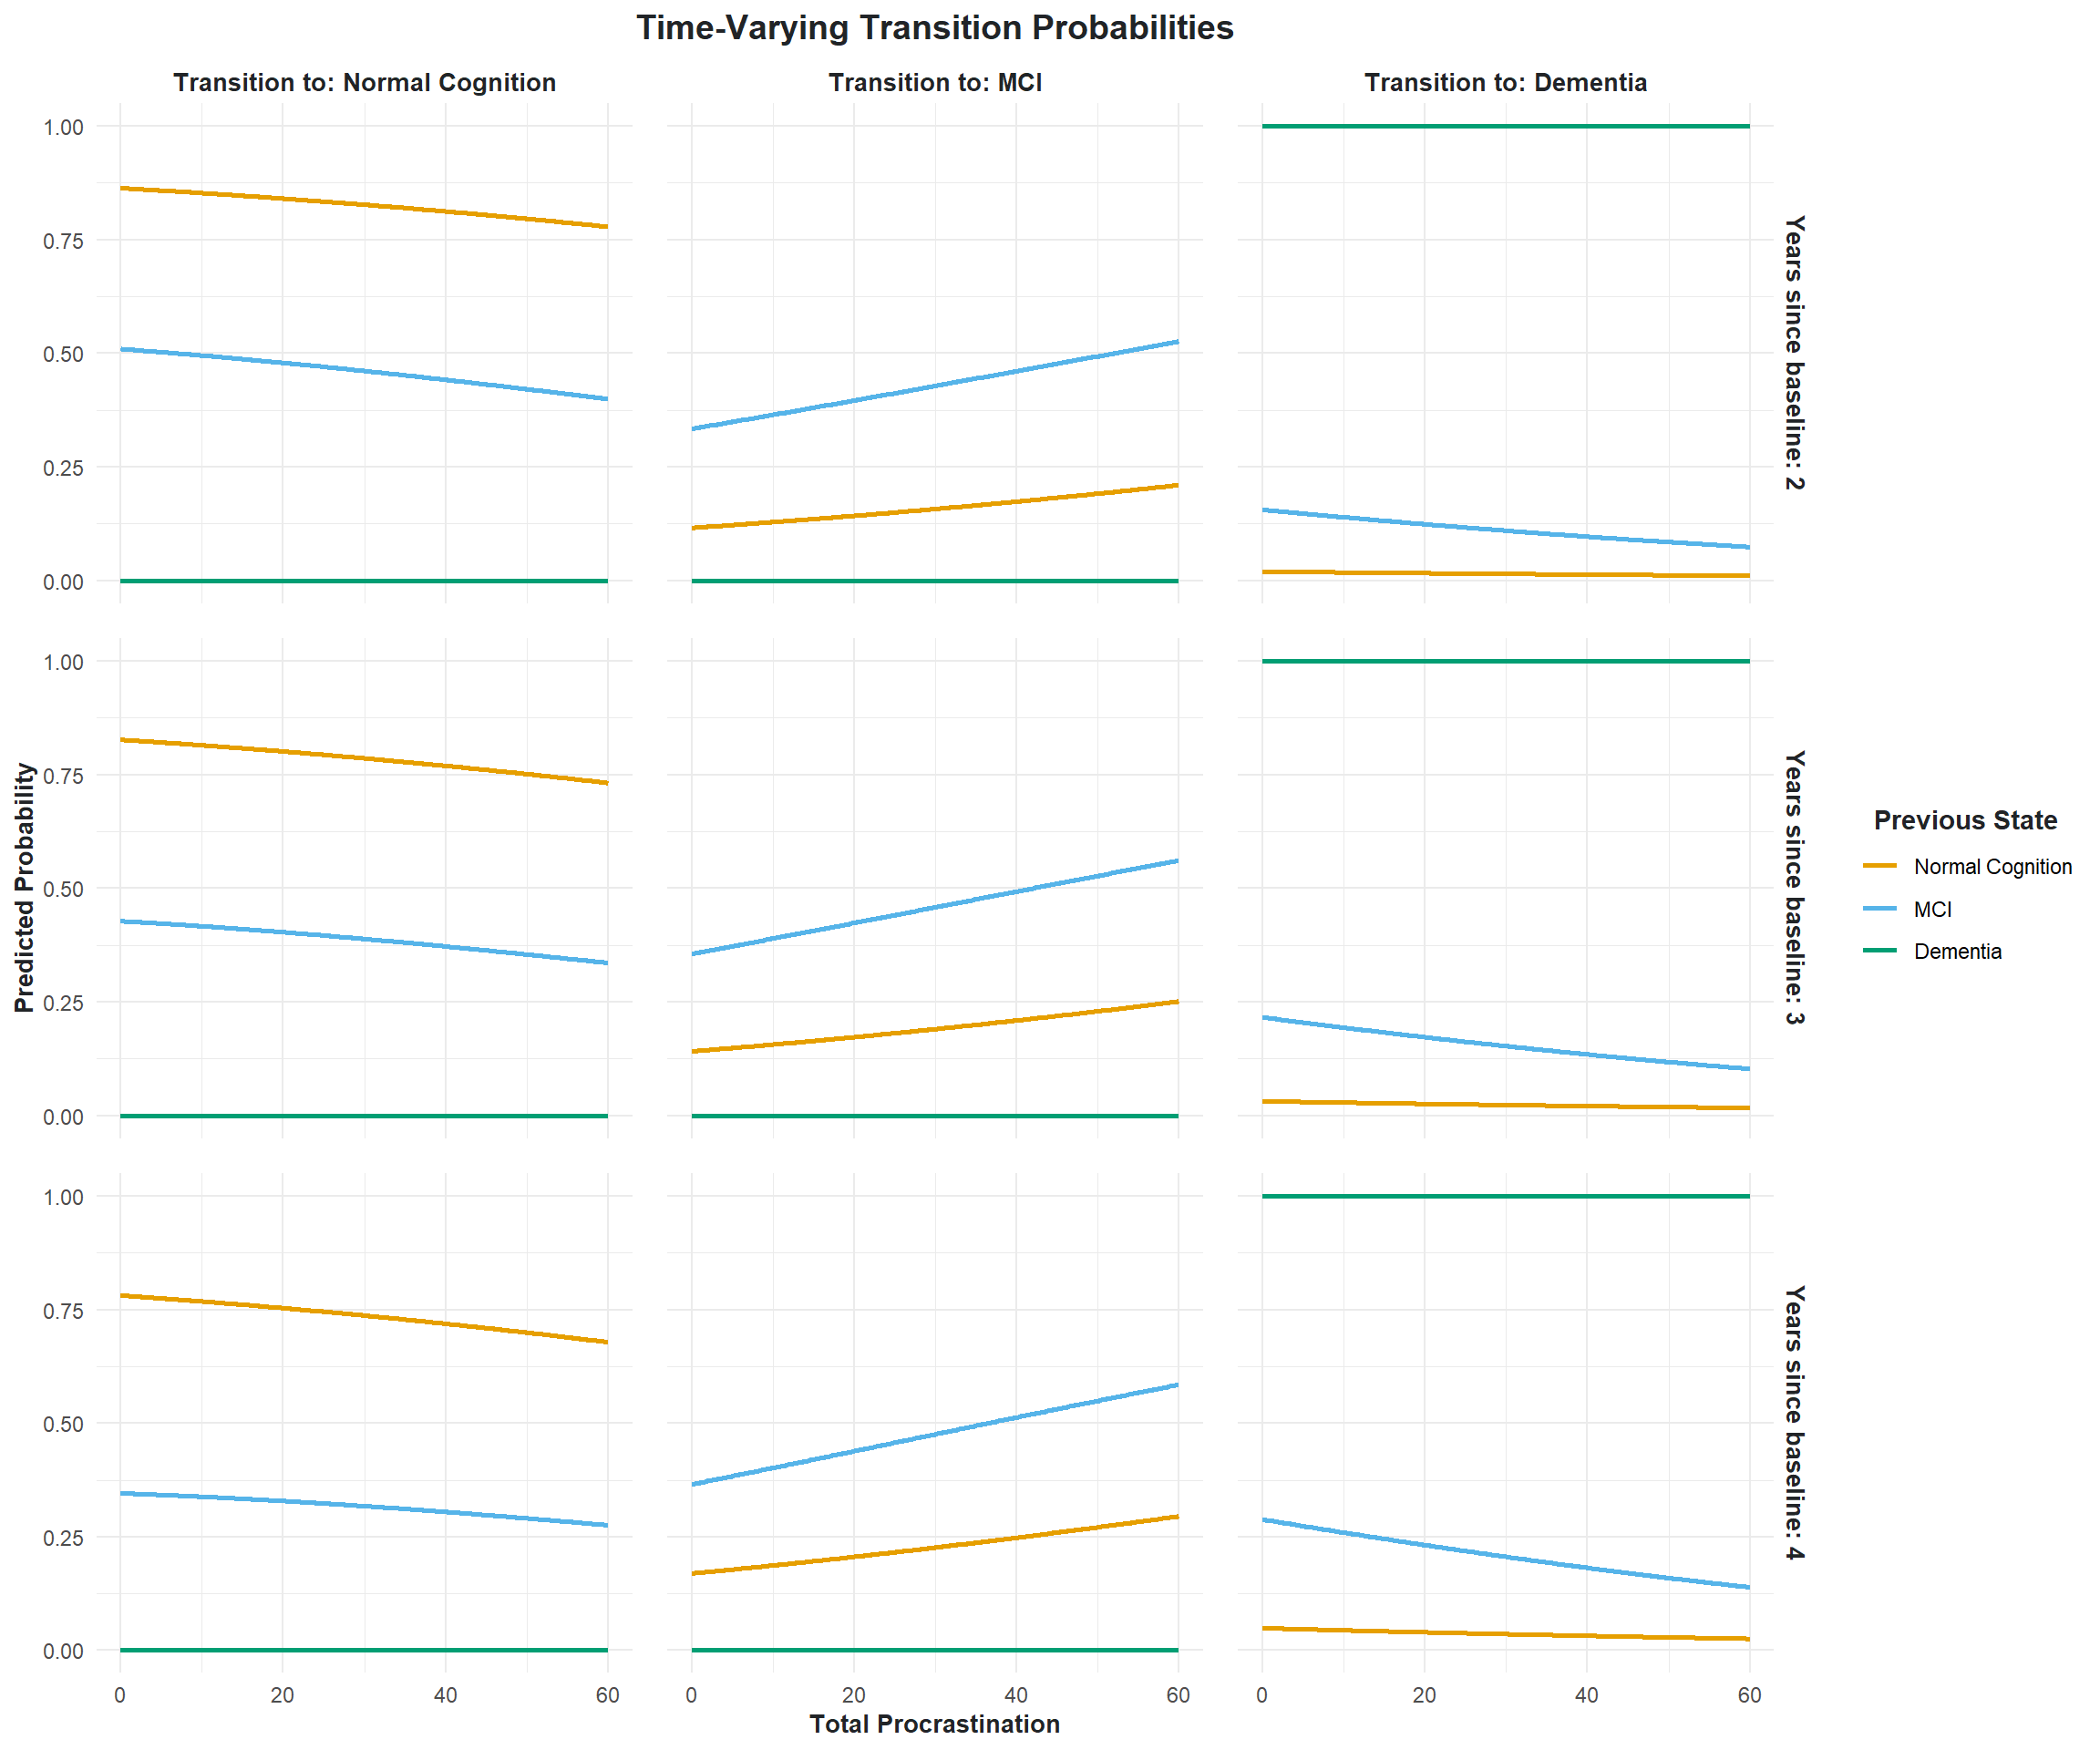 Time-Varying Transition Probabilities
Transition to: Normal Cognition
Transition to: MCI
Transition to: Dementia
1.00
0.75
0.50
0.25
0.00
Years since baseline: 2
1.00
0.75
0.50
0.25
0.00
Years since baseline: 3
1.00
0.75
0.50
0.25
0.00
Years since baseline: 4
Predicted Probability
0 20 40 60
0 20 40 60
0 20 40 60
Total Procrastination
Previous State
Normal Cognition
MCI
Dementia